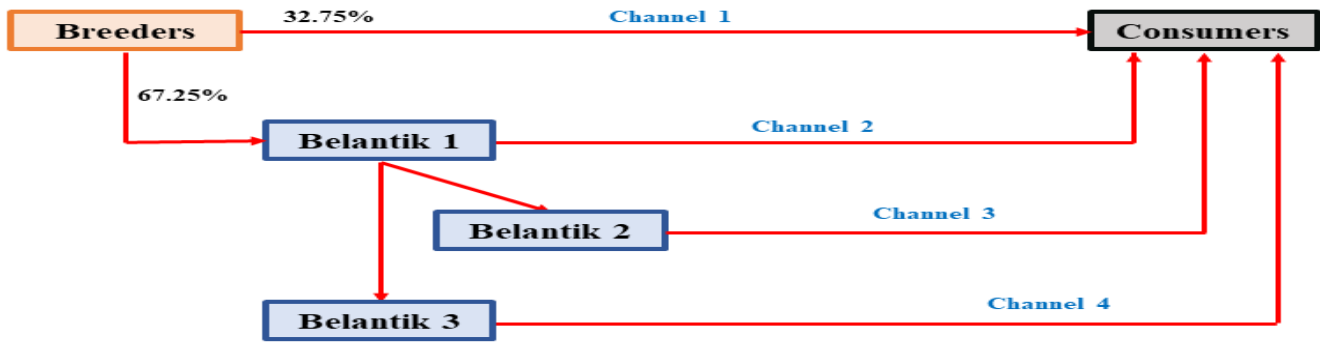 32.75%
Channel 1
Breeders
Consumers
67.25%
Channel 2
Belantik 1
Channel 3
Belantik 2
Channel 4
Belantik 3